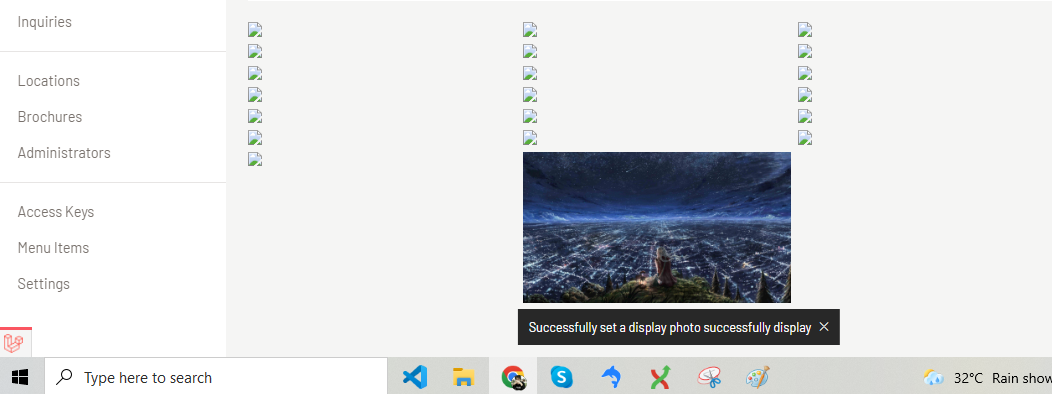 Inquiries
Locations
Brochures
Administrators
Access Keys
Menu Items
Settings
Successfully set a display photo successfully display ×
Type here to search
32°C Rain show